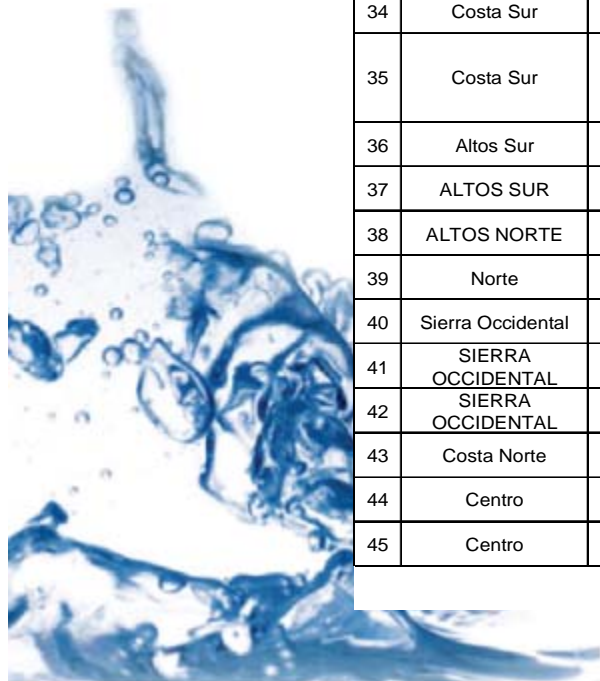 34 Costa Sur
35 Costa Sur
36 Altos Sur
37 ALTOS SUR
38 ALTOS NORTE
39 Norte
40 Sierra Occidental
41 SIERRA
OCCIDENTAL
42 SIERRA
OCCIDENTAL
43 Costa Norte
44 Centro
45 Centro